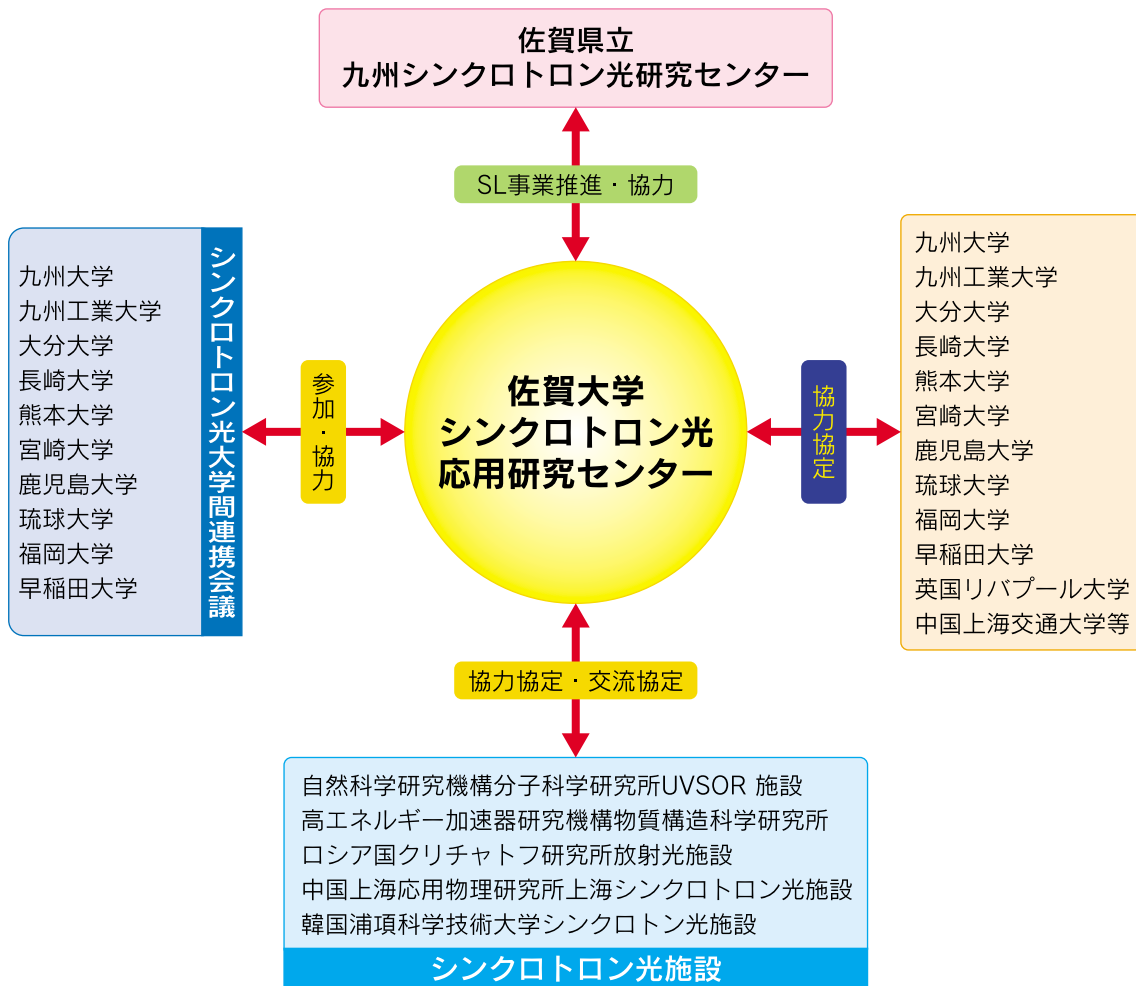 佐賀県立
九州シンクロトロン光研究センター
SL事業推進・協力
シンクロトロン光大学間連携会議
九州大学
九州工業大学
大分大学
長崎大学
熊本大学
宮崎大学
鹿児島大学
琉球大学
福岡大学
早稲田大学
参加・協力
佐賀大学
シンクロトロン光
応用研究センター
協力協定
九州大学
九州工業大学
大分大学
長崎大学
熊本大学
宮崎大学
鹿児島大学
琉球大学
福岡大学
早稲田大学
英国リバプール大学
中国上海交通大学等
協力協定・交流協定
自然科学研究機構分子科学研究所UVSOR 施設
高エネルギー加速器研究機構物質構造科学研究所
ロシア国クリチャトフ研究所放射光施設
中国上海応用物理研究所上海シンクロトロン光施設
韓国浦項科学技術大学シンクロトン光施設
シンクロトロン光施設